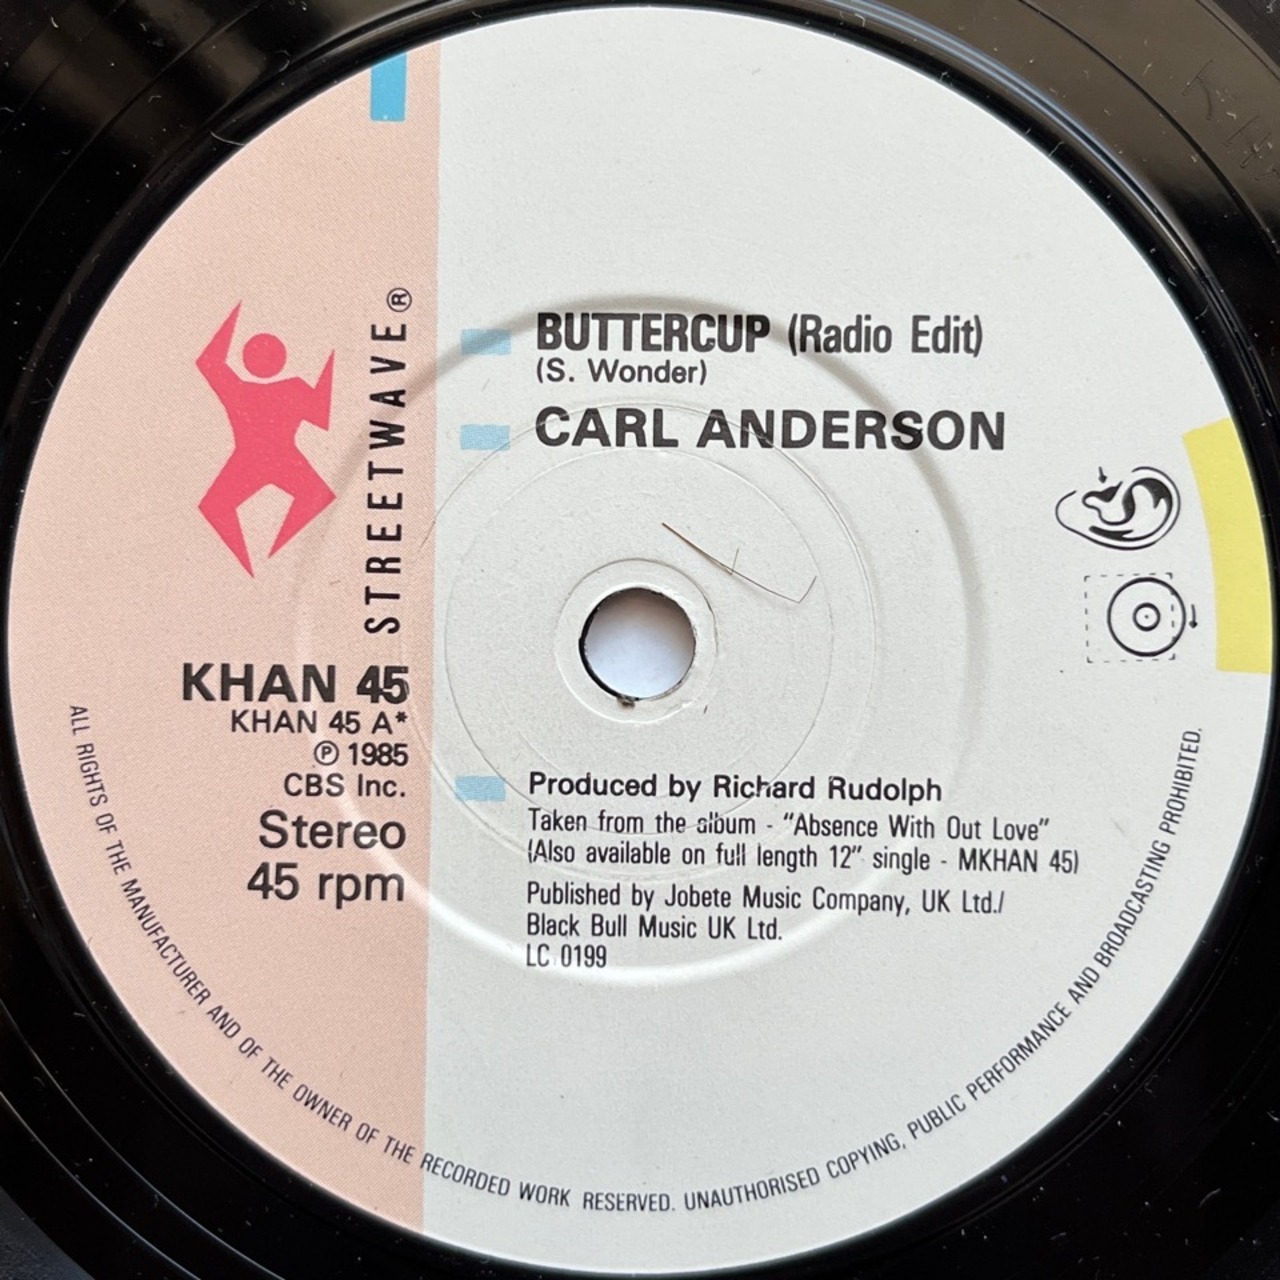 STREETWAVE®
BUTTERCUP (Radio Edit)
(S. Wonder)
CARL ANDERSON
KHAN 45
KHAN 45 A*
℗ 1985
CBS Inc.
Stereo
45 rpm
Produced by Richard Rudolph
Taken from the album - “Absence With Out Love”
(Also available on full length 12” single - MKHAN 45)
Published by Jobete Music Company, UK Ltd./
Black Bull Music UK Ltd.
LC 0199
ALL RIGHTS OF THE MANUFACTURER AND OF THE OWNER OF THE RECORDED WORK RESERVED. UNAUTHORISED COPYING, PUBLIC PERFORMANCE AND BROADCASTING PROHIBITED.